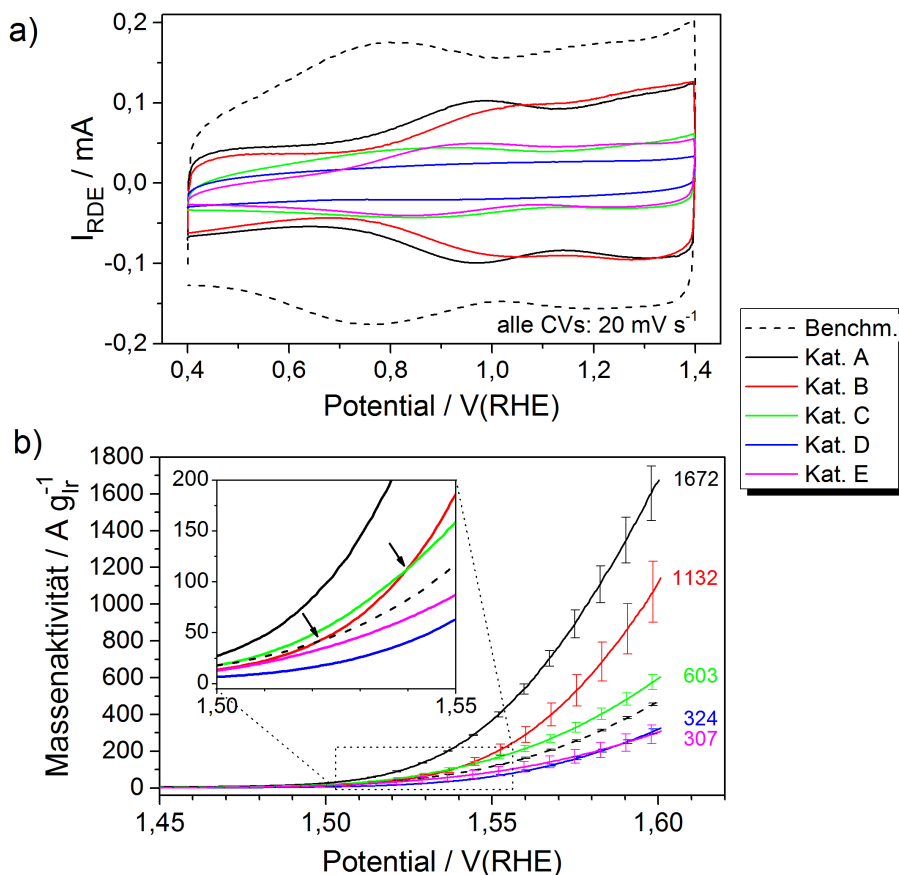 a)
0,2
0,1
0,0
-0,1
-0,2
I_RDE / mA
alle CVs: 20 mV s⁻¹
0,4 0,6 0,8 1,0 1,2 1,4
Potential / V(RHE)
Benchm.
Kat. A
Kat. B
Kat. C
Kat. D
Kat. E
b)
1800
1600
1400
1200
1000
800
600
400
200
0
Massenaktivität / A g_Ir⁻¹
200
150
100
50
0
1,50 1,55
1672
1132
603
324
307
1,45 1,50 1,55 1,60
Potential / V(RHE)